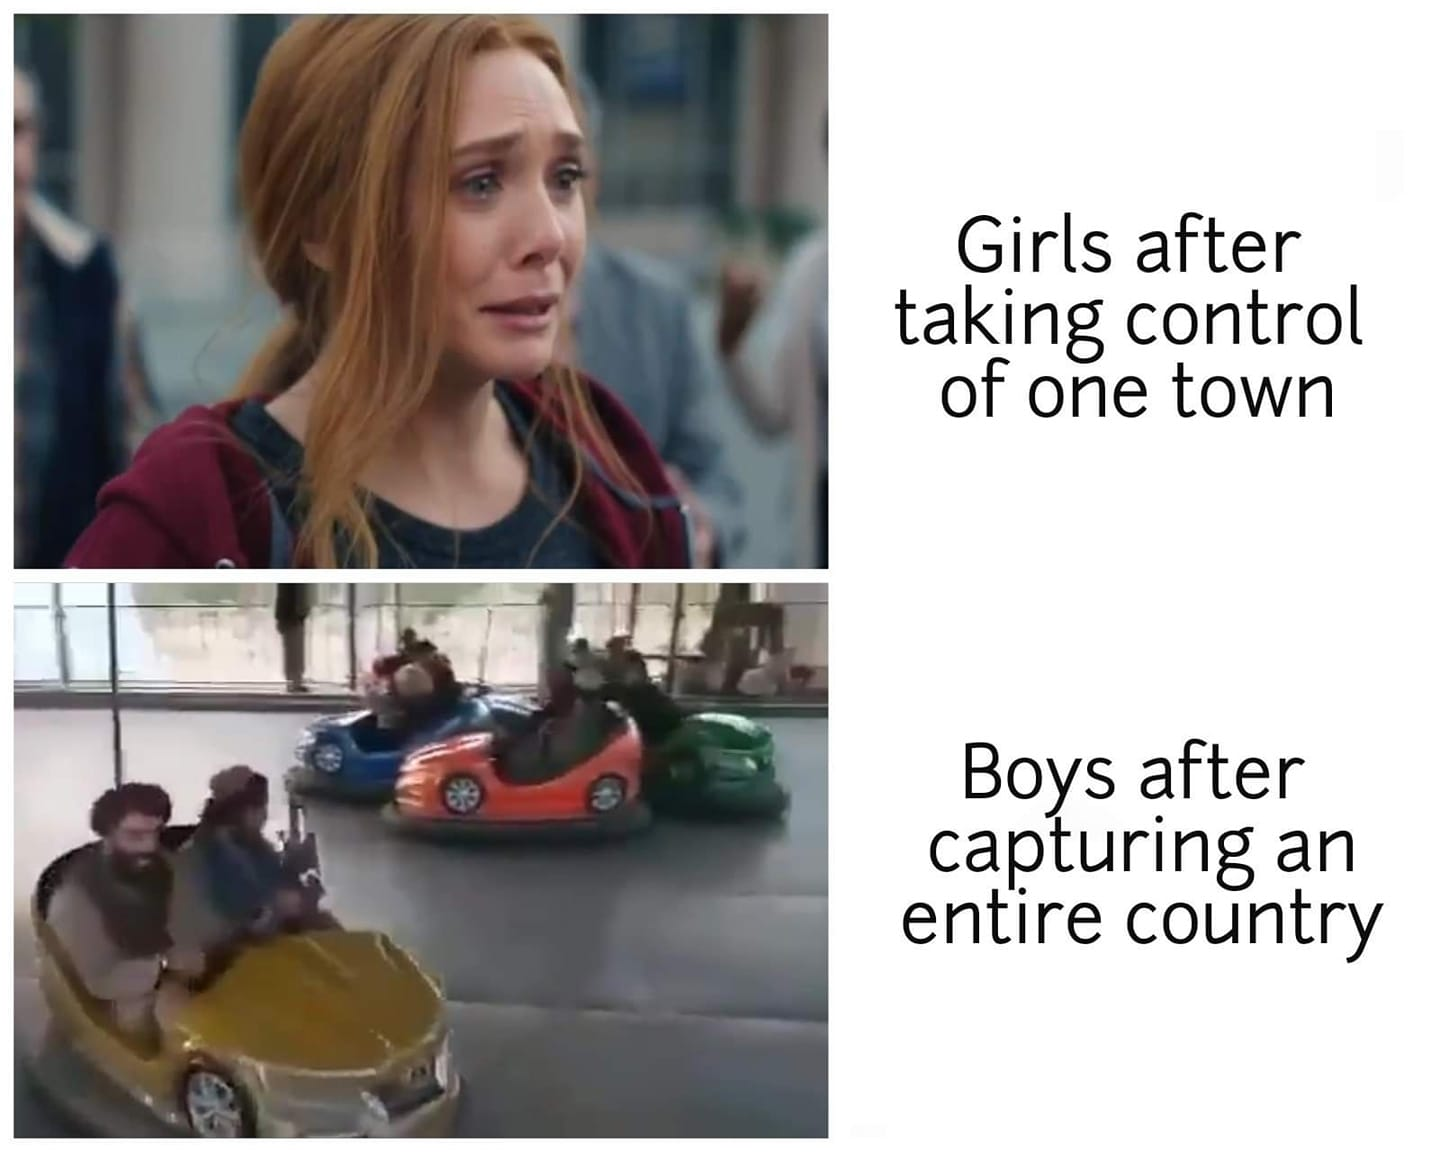 Girls after
taking control
of one town
Boys after
capturing an
entire country